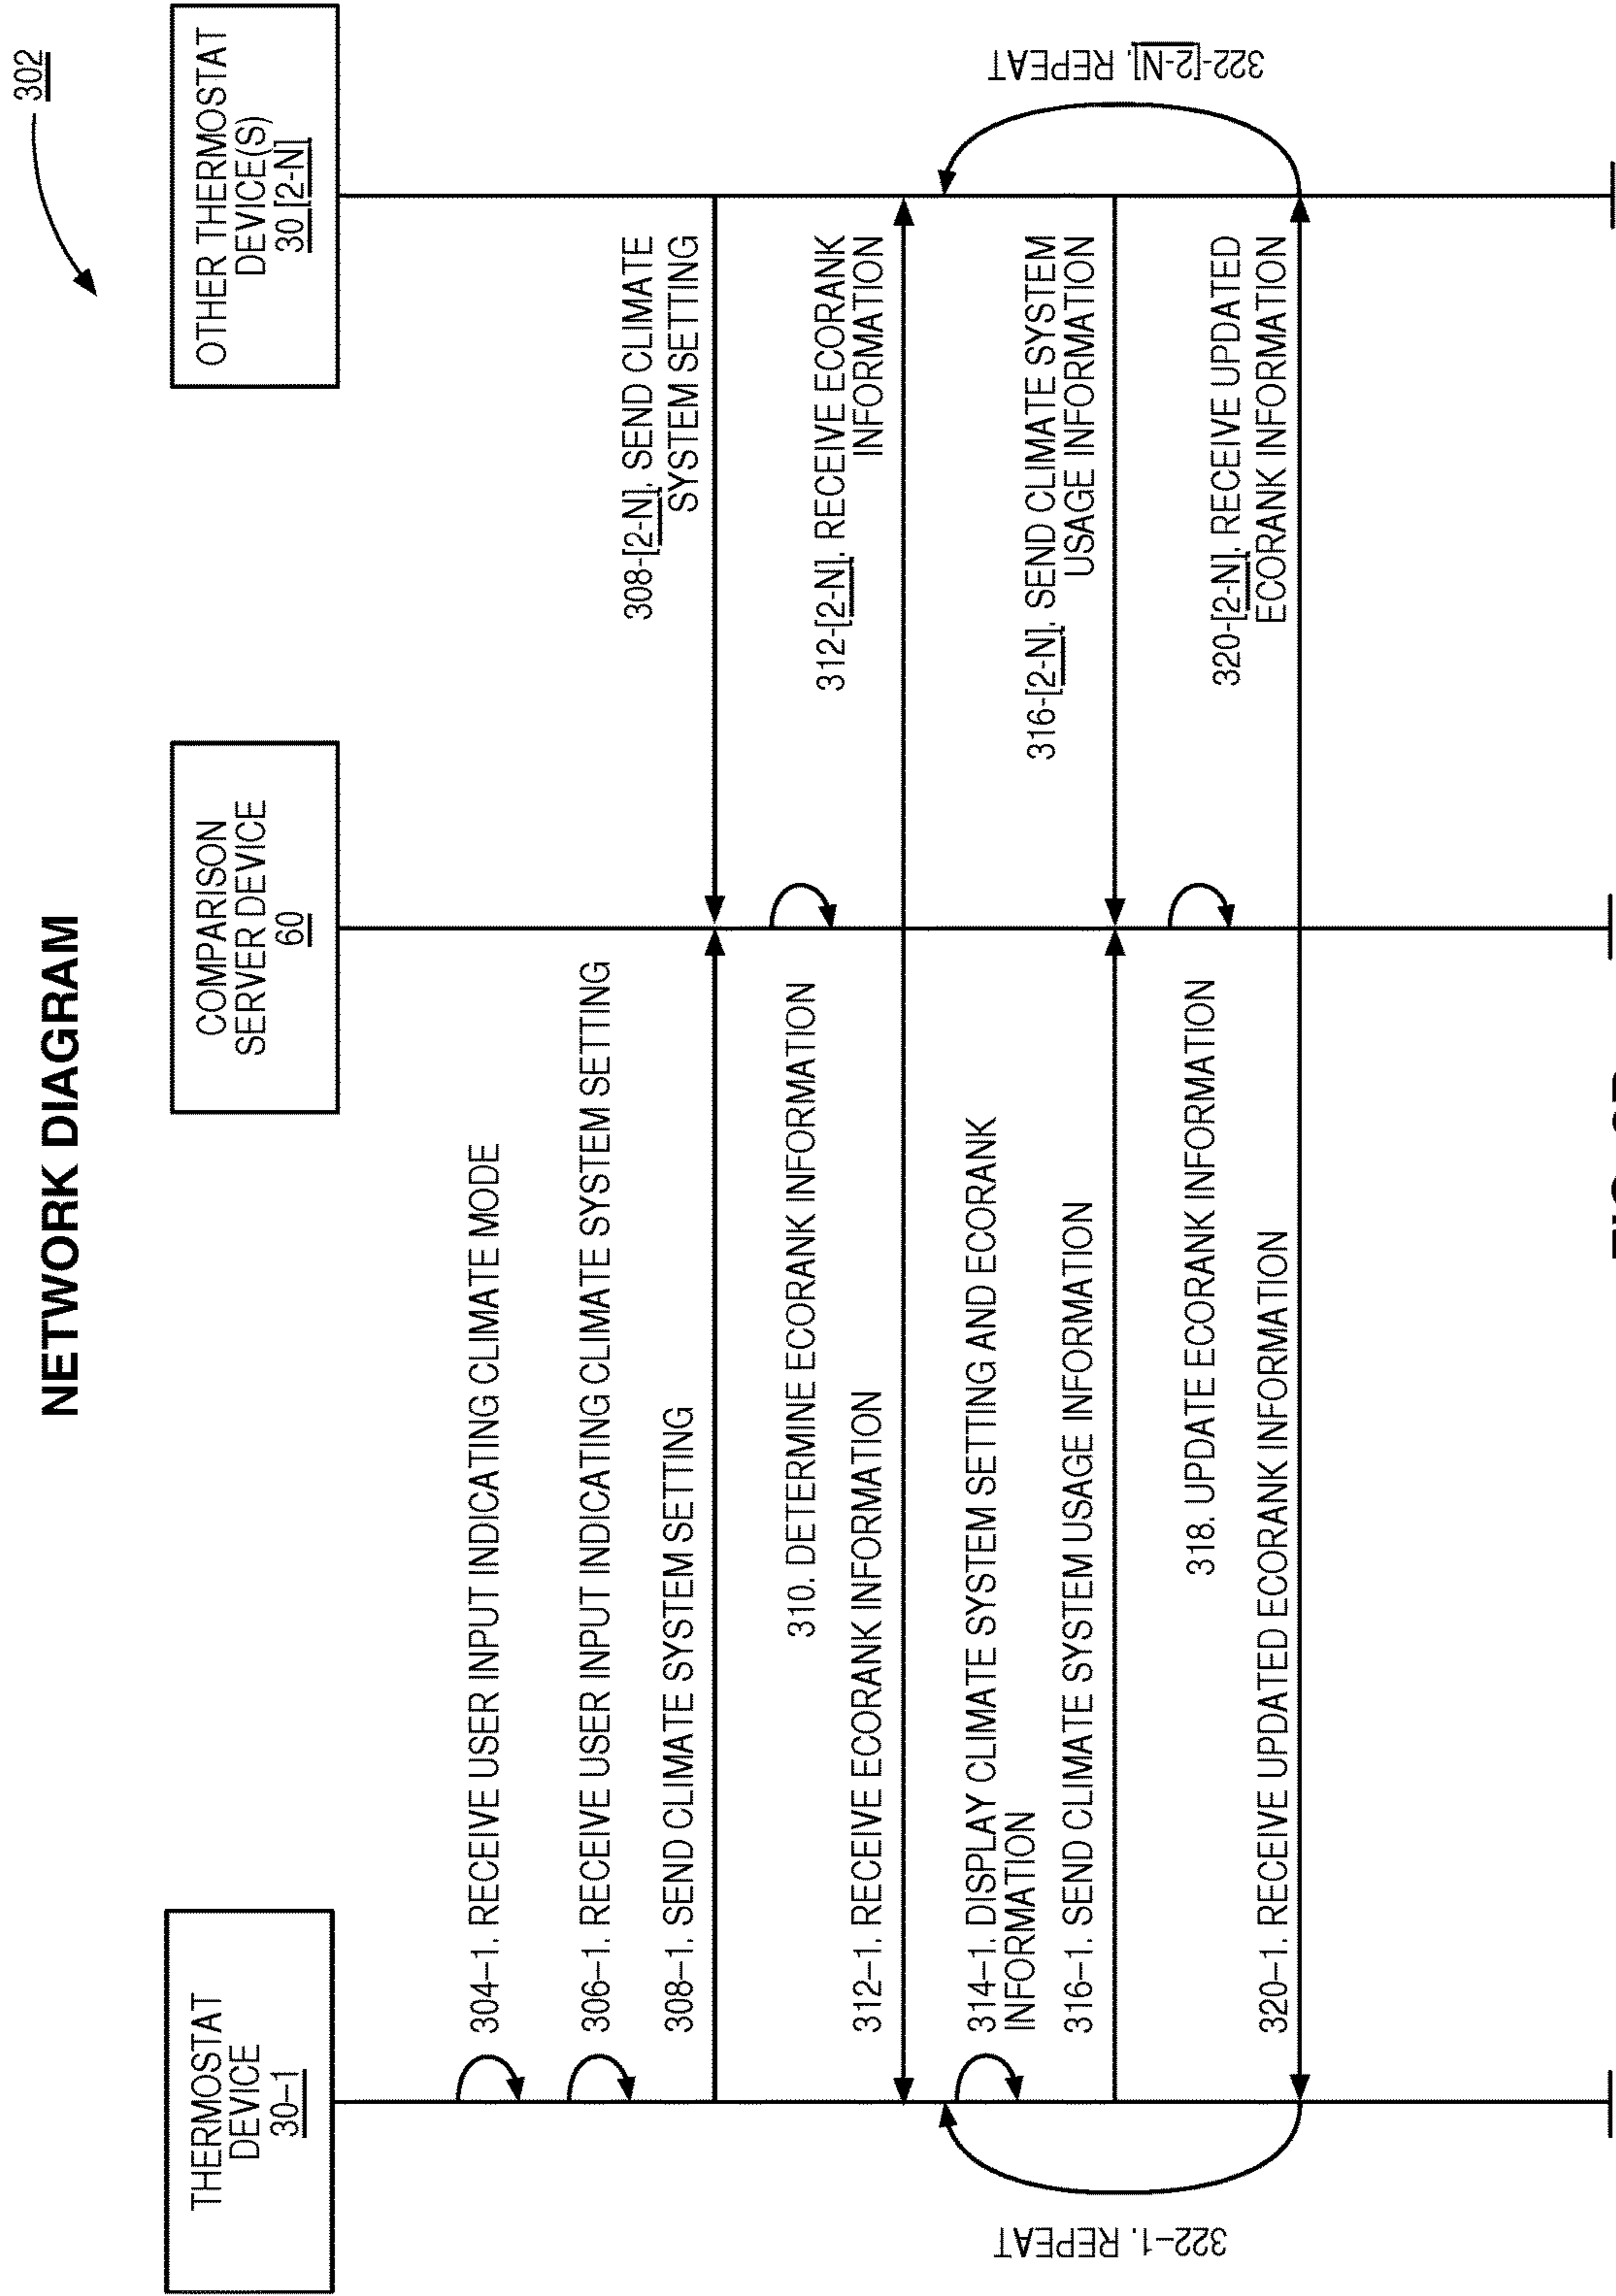 NETWORK DIAGRAM
302
THERMOSTAT
DEVICE
30–1
COMPARISON
SERVER DEVICE
60
OTHER THERMOSTAT
DEVICE(S)
30 [2-N]
304–1. RECEIVE USER INPUT INDICATING CLIMATE MODE
306–1. RECEIVE USER INPUT INDICATING CLIMATE SYSTEM SETTING
308–1. SEND CLIMATE SYSTEM SETTING
308-[2-N]. SEND CLIMATE
SYSTEM SETTING
310. DETERMINE ECORANK INFORMATION
312–1. RECEIVE ECORANK INFORMATION
312-[2-N]. RECEIVE ECORANK
INFORMATION
314–1. DISPLAY CLIMATE SYSTEM SETTING AND ECORANK
INFORMATION
316–1. SEND CLIMATE SYSTEM USAGE INFORMATION
316-[2-N]. SEND CLIMATE SYSTEM
USAGE INFORMATION
318. UPDATE ECORANK INFORMATION
320–1. RECEIVE UPDATED ECORANK INFORMATION
320-[2-N]. RECEIVE UPDATED
ECORANK INFORMATION
322–1. REPEAT
322-[2-N]. REPEAT